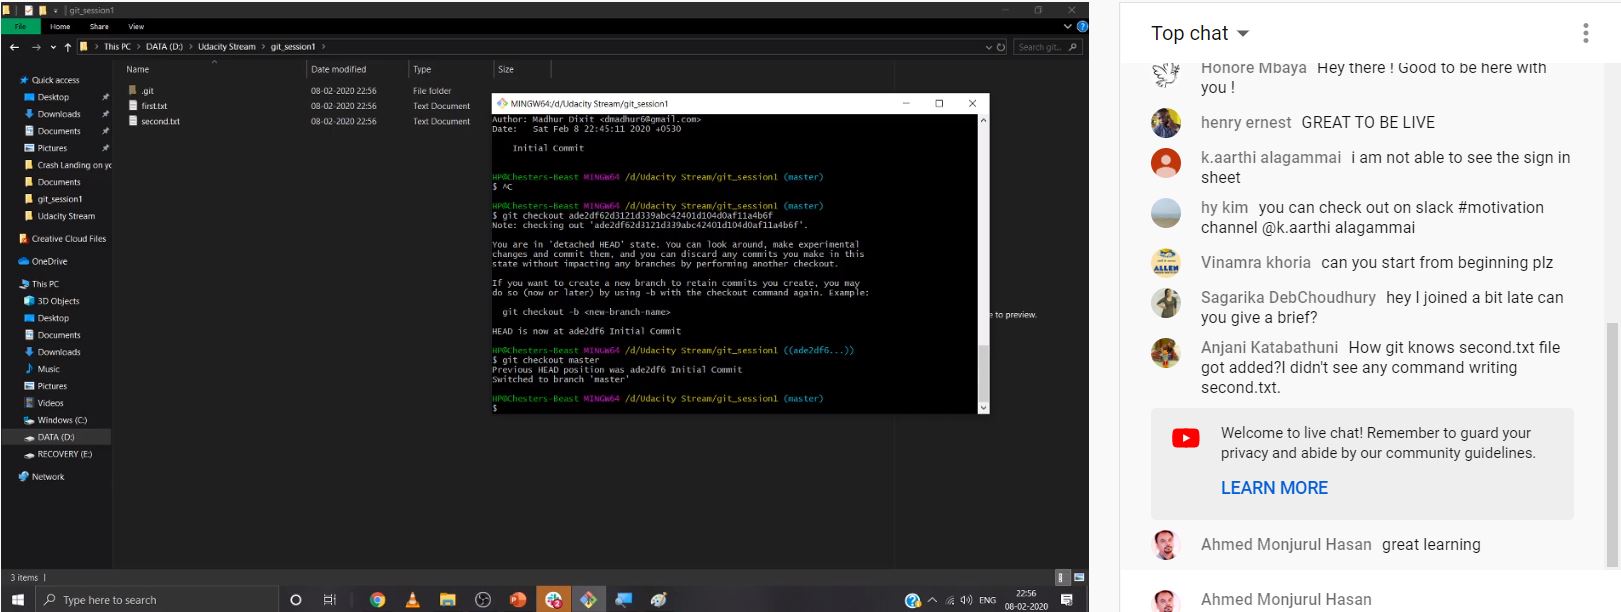 git_session1
File Home Share View
This PC DATA (D:) Udacity Stream git_session1
Search git...
Name Date modified Type Size
.git 08-02-2020 22:56 File folder
first.txt 08-02-2020 22:56 Text Document
second.txt 08-02-2020 22:56 Text Document
Quick access
Desktop
Downloads
Documents
Pictures
Crash Landing on yo
Documents
git_session1
Udacity Stream
Creative Cloud Files
OneDrive
This PC
3D Objects
Desktop
Documents
Downloads
Music
Pictures
Videos
Windows (C:)
DATA (D:)
RECOVERY (E:)
Network
3 items
e to preview.
MINGW64:/d/Udacity Stream/git_session1
Author: Madhur Dixit <dmadhur6@gmail.com>
Date: Sat Feb 8 22:45:11 2020 +0530
Initial Commit
HP@Chesters-Beast MINGW64 /d/Udacity Stream/git_session1 (master)
$ ^C
HP@Chesters-Beast MINGW64 /d/Udacity Stream/git_session1 (master)
$ git checkout ade2df62d3121d339abc42401d104d0af11a4b6f
Note: checking out 'ade2df62d3121d339abc42401d104d0af11a4b6f'.
You are in 'detached HEAD' state. You can look around, make experimental
changes and commit them, and you can discard any commits you make in this
state without impacting any branches by performing another checkout.
If you want to create a new branch to retain commits you create, you may
do so (now or later) by using -b with the checkout command again. Example:
git checkout -b <new-branch-name>
HEAD is now at ade2df6 Initial Commit
HP@Chesters-Beast MINGW64 /d/Udacity Stream/git_session1 ((ade2df6...))
$ git checkout master
Previous HEAD position was ade2df6 Initial Commit
Switched to branch 'master'
HP@Chesters-Beast MINGW64 /d/Udacity Stream/git_session1 (master)
$
Type here to search
ENG
22:56
08-02-2020
Top chat
Honore Mbaya Hey there ! Good to be here with
you !
henry ernest GREAT TO BE LIVE
k.aarthi alagammai i am not able to see the sign in
sheet
hy kim you can check out on slack #motivation
channel @k.aarthi alagammai
ALLEN
Vinamra khoria can you start from beginning plz
Sagarika DebChoudhury hey I joined a bit late can
you give a brief?
Anjani Katabathuni How git knows second.txt file
got added?I didn't see any command writing
second.txt.
Welcome to live chat! Remember to guard your
privacy and abide by our community guidelines.
LEARN MORE
Ahmed Monjurul Hasan great learning
Ahmed Monjurul Hasan